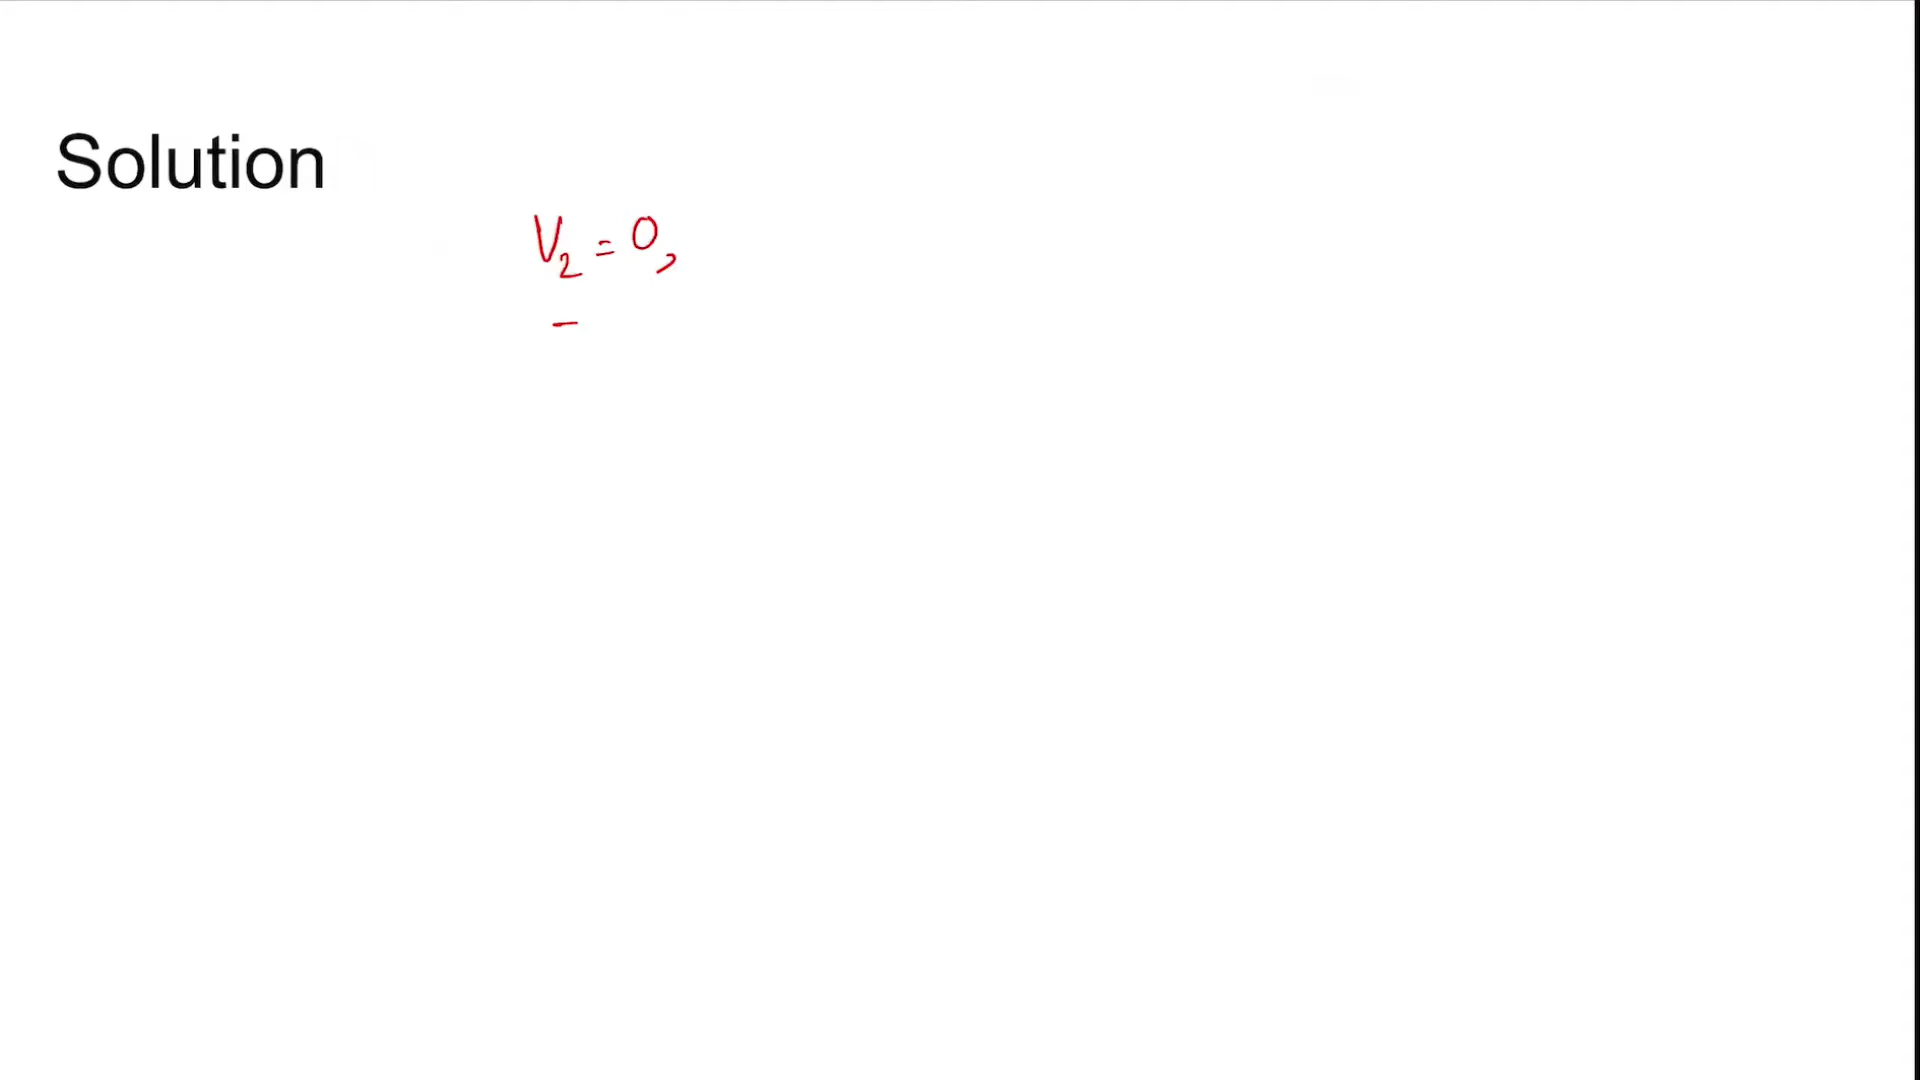 Solution
V₂ = 0,
–